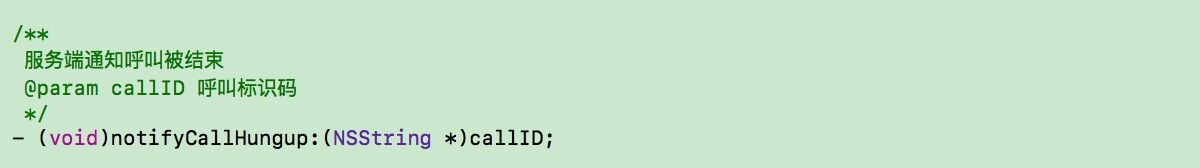 /**
服务端通知呼叫被结束
@param callID 呼叫标识码
*/
- (void)notifyCallHungup:(NSString *)callID;